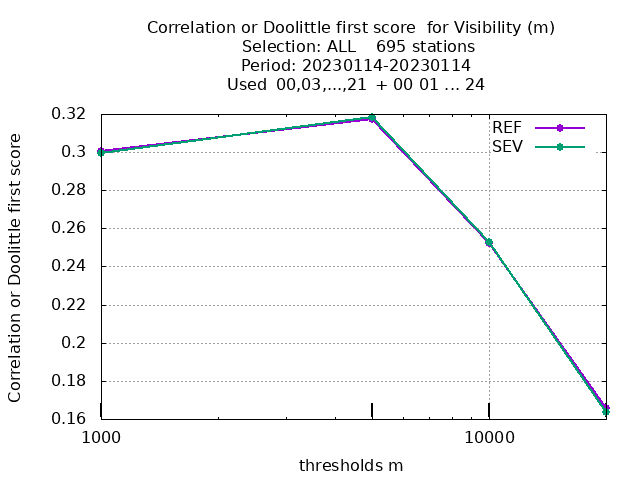 Correlation or Doolittle first score  for Visibility (m)
Selection: ALL    695 stations
Period: 20230114-20230114
Used  00,03,...,21  + 00 01 ... 24
Correlation or Doolittle first score
0.32
0.3
0.28
0.26
0.24
0.22
0.2
0.18
0.16
REF
SEV
1000
10000
thresholds m